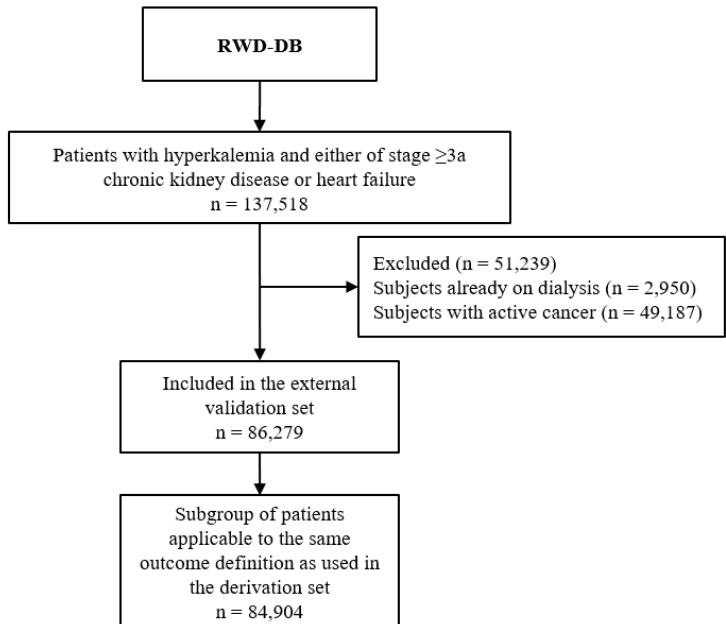 RWD-DB
Patients with hyperkalemia and either of stage ≥3a
chronic kidney disease or heart failure
n = 137,518
Excluded (n = 51,239)
Subjects already on dialysis (n = 2,950)
Subjects with active cancer (n = 49,187)
Included in the external
validation set
n = 86,279
Subgroup of patients
applicable to the same
outcome definition as used in
the derivation set
n = 84,904